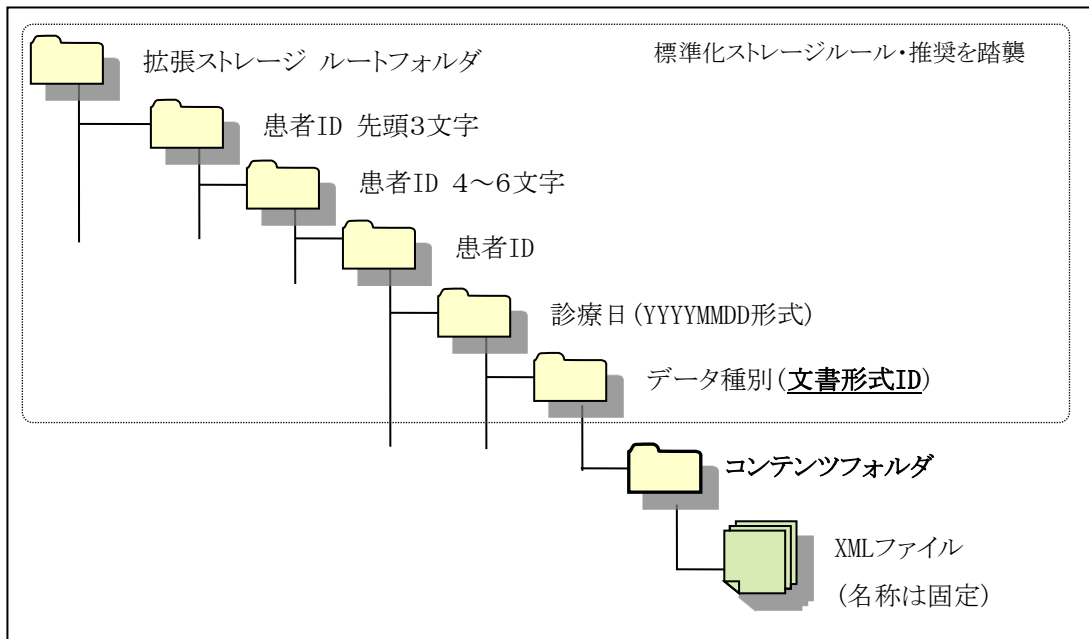 拡張ストレージ ルートフォルダ
標準化ストレージルール・推奨を踏襲
患者ID 先頭3文字
患者ID 4～6文字
患者ID
診療日(YYYYMMDD形式)
データ種別(文書形式ID)
コンテンツフォルダ
XMLファイル
(名称は固定)